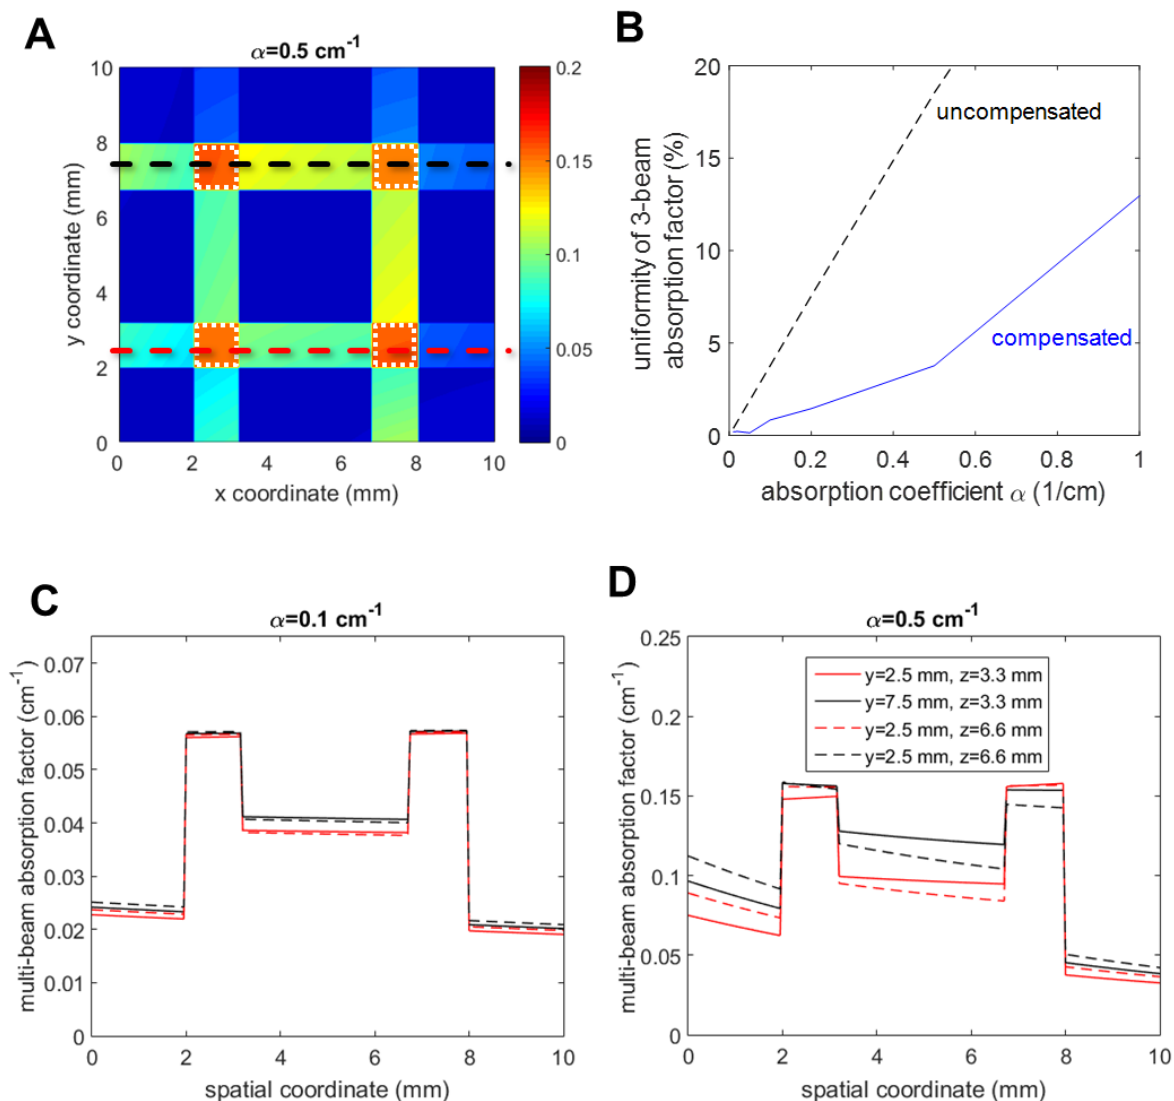 A
α=0.5 cm-1
10
8
6
4
2
0
0 2 4 6 8 10
y coordinate (mm)
x coordinate (mm)
0.2
0.15
0.1
0.05
0
B
20
15
10
5
0
0 0.2 0.4 0.6 0.8 1
uniformity of 3-beam
absorption factor (%)
absorption coefficient α (1/cm)
uncompensated
compensated
C
α=0.1 cm-1
0.07
0.06
0.05
0.04
0.03
0.02
0.01
0
0 2 4 6 8 10
multi-beam absorption factor (cm-1)
spatial coordinate (mm)
D
α=0.5 cm-1
0.25
0.2
0.15
0.1
0.05
0
0 2 4 6 8 10
multi-beam absorption factor (cm-1)
spatial coordinate (mm)
y=2.5 mm, z=3.3 mm
y=7.5 mm, z=3.3 mm
y=2.5 mm, z=6.6 mm
y=2.5 mm, z=6.6 mm